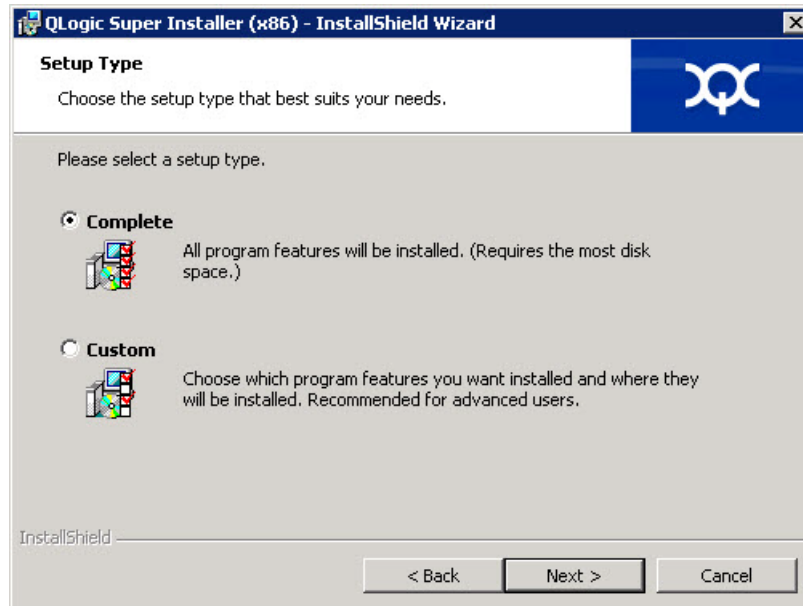 QLogic Super Installer (x86) - InstallShield Wizard
Setup Type
Choose the setup type that best suits your needs.
Please select a setup type.
Complete
All program features will be installed. (Requires the most disk
space.)
Custom
Choose which program features you want installed and where they
will be installed. Recommended for advanced users.
InstallShield
< Back
Next >
Cancel